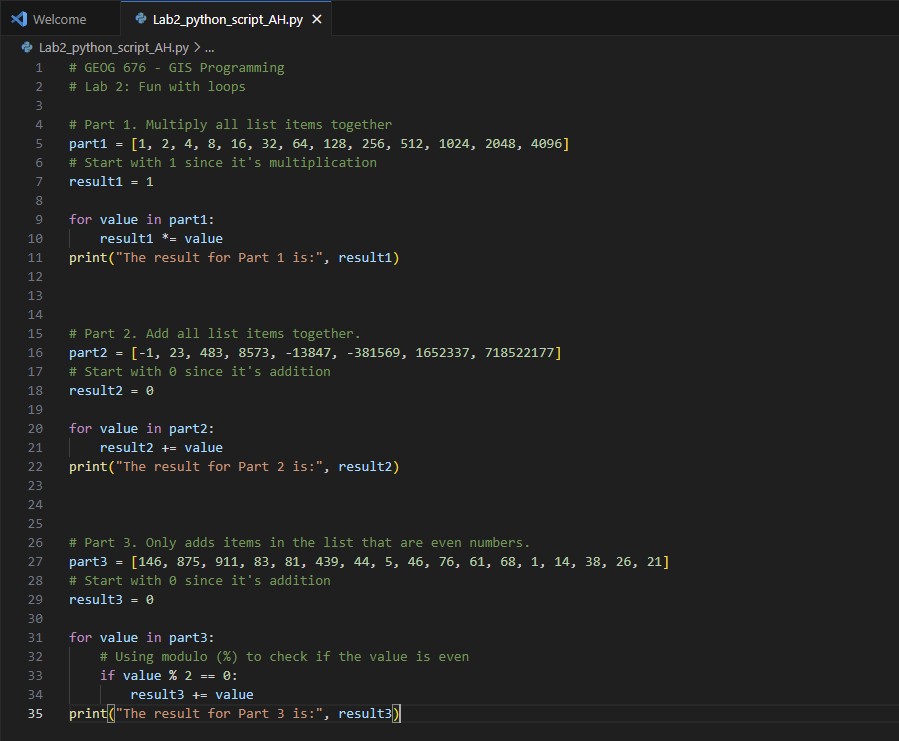 Welcome
Lab2_python_script_AH.py
Lab2_python_script_AH.py > ...
1 # GEOG 676 - GIS Programming
2 # Lab 2: Fun with loops
3
4 # Part 1. Multiply all list items together
5 part1 = [1, 2, 4, 8, 16, 32, 64, 128, 256, 512, 1024, 2048, 4096]
6 # Start with 1 since it's multiplication
7 result1 = 1
8
9 for value in part1:
10     result1 *= value
11 print("The result for Part 1 is:", result1)
12
13
14
15 # Part 2. Add all list items together.
16 part2 = [-1, 23, 483, 8573, -13847, -381569, 1652337, 718522177]
17 # Start with 0 since it's addition
18 result2 = 0
19
20 for value in part2:
21     result2 += value
22 print("The result for Part 2 is:", result2)
23
24
25
26 # Part 3. Only adds items in the list that are even numbers.
27 part3 = [146, 875, 911, 83, 81, 439, 44, 5, 46, 76, 61, 68, 1, 14, 38, 26, 21]
28 # Start with 0 since it's addition
29 result3 = 0
30
31 for value in part3:
32     # Using modulo (%) to check if the value is even
33     if value % 2 == 0:
34         result3 += value
35 print("The result for Part 3 is:", result3)